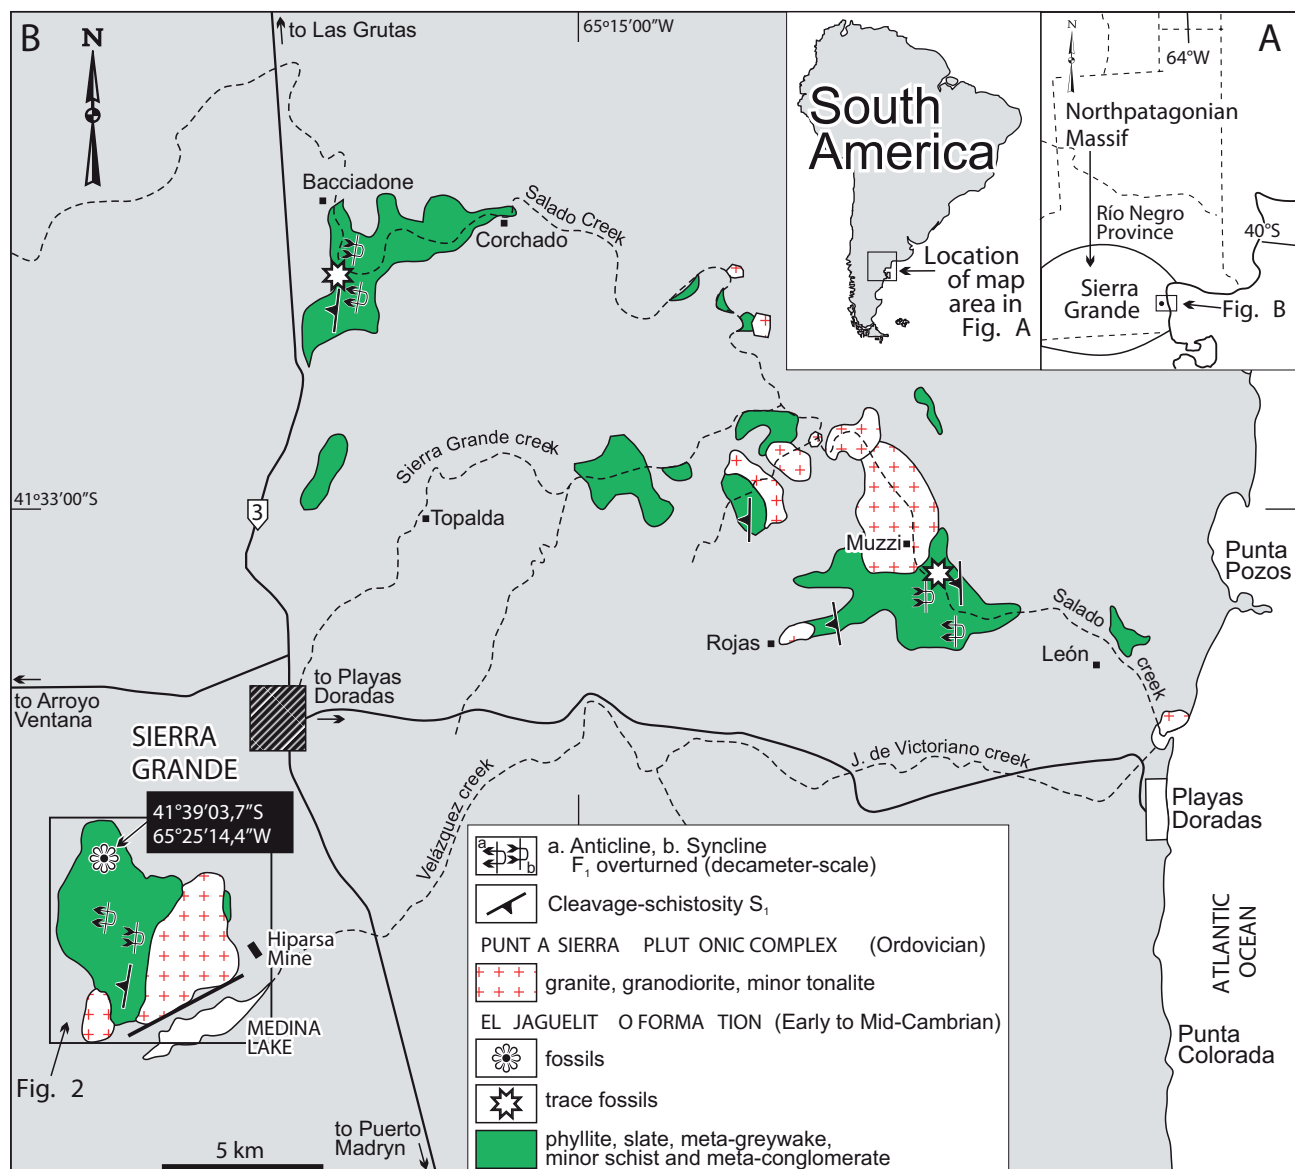 B
N
to Las Grutas
65°15'00"W
Bacciadone
Salado Creek
Corchado
South
America
Location
of map
area in
Fig. A
A
64°W
Northpatagonian
Massif
Río Negro
Province
40°S
Sierra
Grande
Fig. B
41º33'00"S
3
Sierra Grande creek
Topalda
Muzzi
Rojas
Salado
creek
León
Punta
Pozos
to Arroyo
Ventana
to Playas
Doradas
SIERRA
GRANDE
Velázquez creek
J. de Victoriano creek
Playas
Doradas
41°39'03,7"S
65°25'14,4"W
Hiparsa
Mine
MEDINA
LAKE
Fig. 2
to Puerto
Madryn
5 km
ATLANTIC
OCEAN
Punta
Colorada
a
b
a. Anticline, b. Syncline
F1 overturned (decameter-scale)
Cleavage-schistosity S1
PUNT A SIERRA PLUT ONIC COMPLEX (Ordovician)
granite, granodiorite, minor tonalite
EL JAGUELIT O FORMA TION (Early to Mid-Cambrian)
fossils
trace fossils
phyllite, slate, meta-greywake,
minor schist and meta-conglomerate